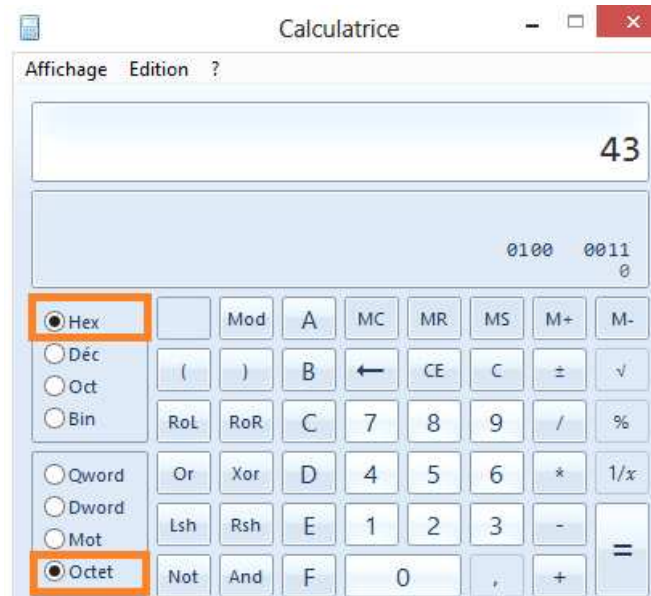 Calculatrice
Affichage Edition ?
43
0100 0011
0
Hex
Déc
Oct
Bin
Qword
Dword
Mot
Octet
Mod A MC MR MS M+ M-
( ) B ← CE C ± √
RoL RoR C 7 8 9 / %
Or Xor D 4 5 6 * 1/x
Lsh Rsh E 1 2 3 - =
Not And F 0 , +